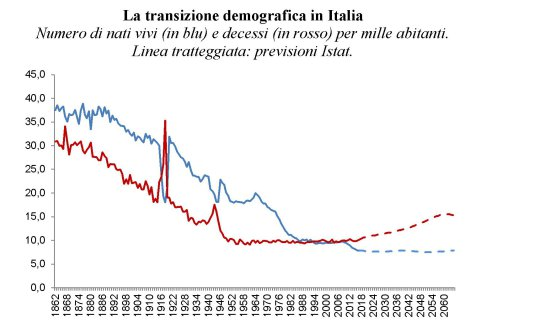 La transizione demografica in Italia
Numero di nati vivi (in blu) e decessi (in rosso) per mille abitanti.
Linea tratteggiata: previsioni Istat.
45,0
40,0
35,0
30,0
25,0
20,0
15,0
10,0
5,0
0,0
1862 1868 1874 1880 1886 1892 1898 1904 1910 1916 1922 1928 1934 1940 1946 1952 1958 1964 1970 1976 1982 1988 1994 2000 2006 2012 2018 2024 2030 2036 2042 2048 2054 2060